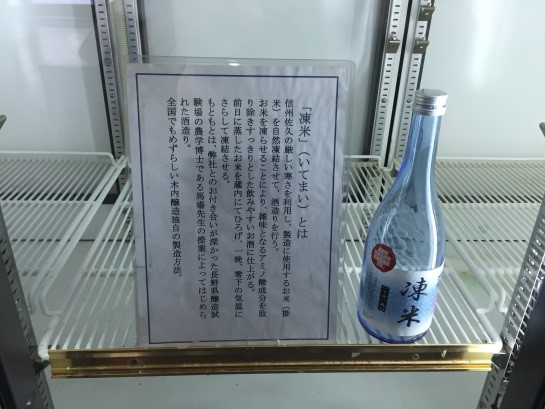 「凍米」(いてまい)とは
信州佐久の厳しい寒さを利用し、製造に使用するお米(掛
米)を自然凍結させて、酒造りを行う。
お米を凍らせることにより、雑味となるアミノ酸成分を取
り除きすっきりとした飲みやすいお酒に仕上がる。
前日に蒸したお米を蔵内にてひろげ、一晩、零下の気温に
さらして凍結させる。
もともとは、弊社とのお付き合いが深かった長野県醸造試
験場の農学博士である馬場先生の提案によってはじめら
れた酒造り。
全国でもめずらしい木内醸造独自の製造方法。
凍米